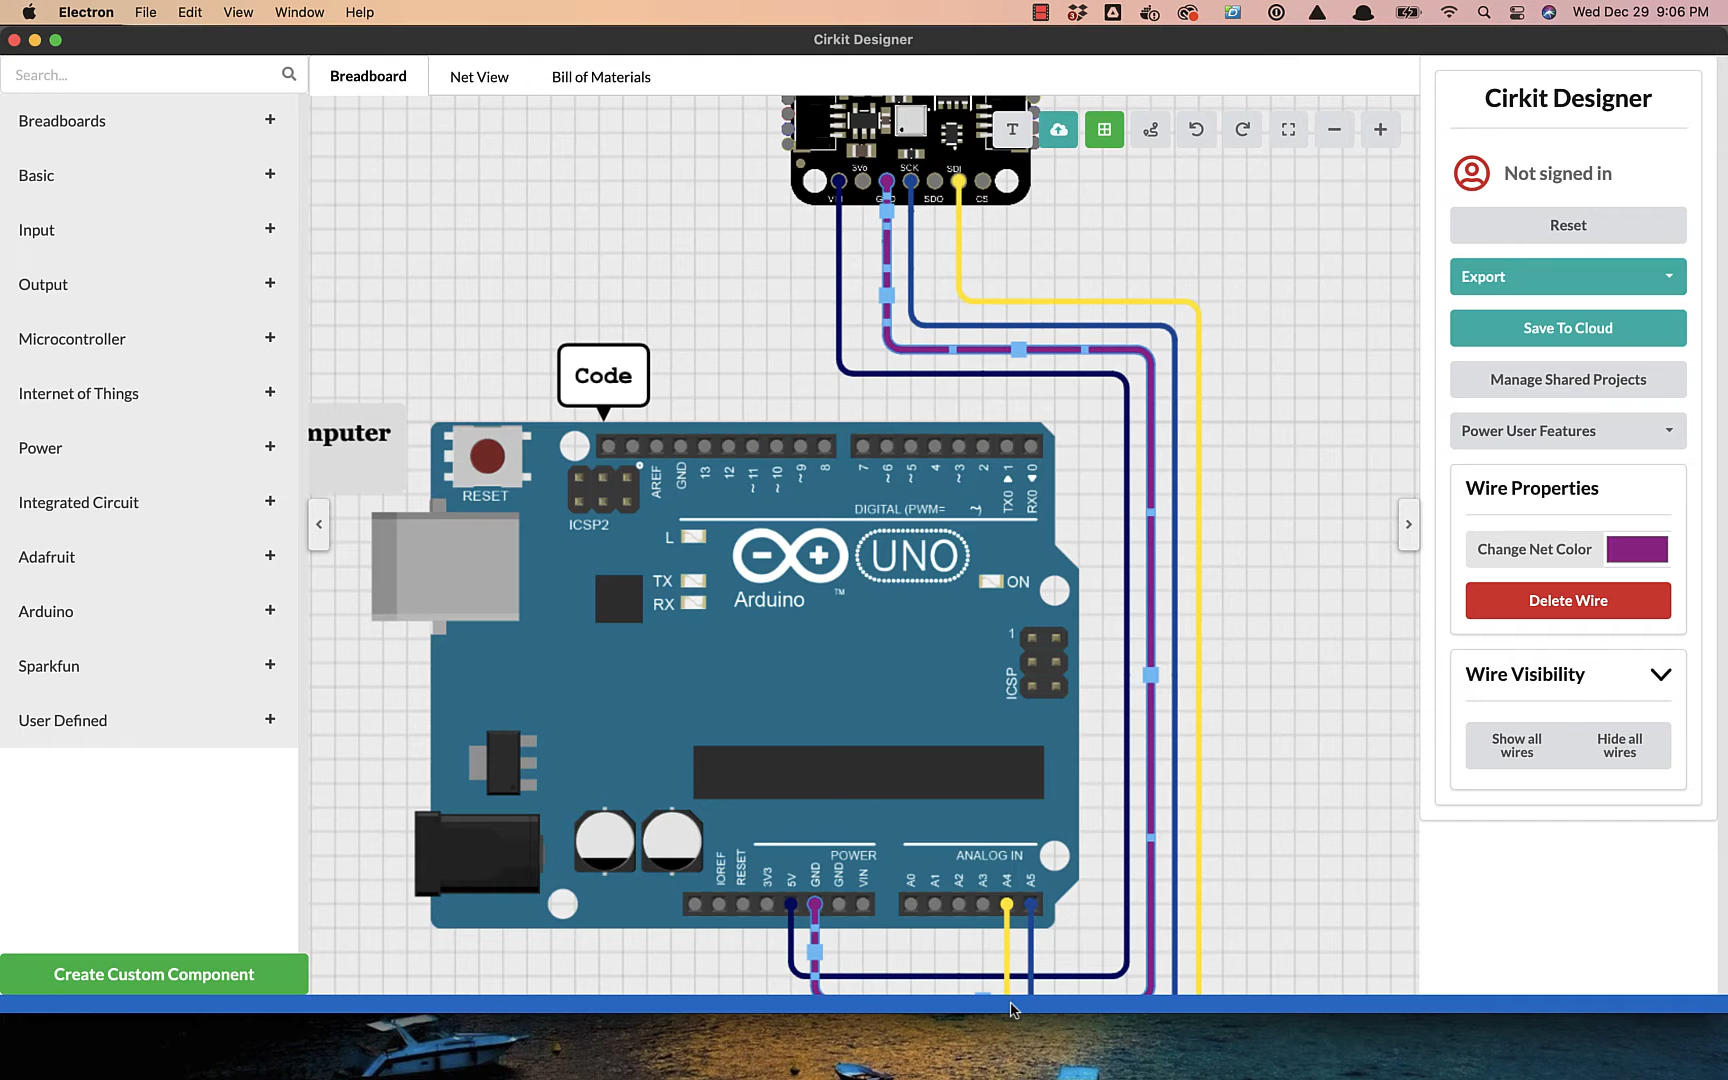 Electron File Edit View Window Help
3
Wed Dec 29 9:06 PM
Cirkit Designer
Search...
Breadboard Net View Bill of Materials
Breadboards +
Basic +
Input +
Output +
Microcontroller +
Internet of Things +
Power +
Integrated Circuit +
Adafruit +
Arduino +
Sparkfun +
User Defined +
Create Custom Component
T
3Vo SCK SDI
SDO CS
Code
mputer
RESET
ICSP2
AREF
GND
13
12
~11
~10
~9
8
7
~6
~5
4
~3
2
TX0 1
RX0 0
DIGITAL (PWM=
L
TX
RX
UNO
Arduino
TM
ON
1
ICSP
POWER
ANALOG IN
IOREF
RESET
3V3
5V
GND
GND
VIN
A0
A1
A2
A3
A4
A5
Cirkit Designer
Not signed in
Reset
Export
Save To Cloud
Manage Shared Projects
Power User Features
Wire Properties
Change Net Color
Delete Wire
Wire Visibility
Show all
wires
Hide all
wires